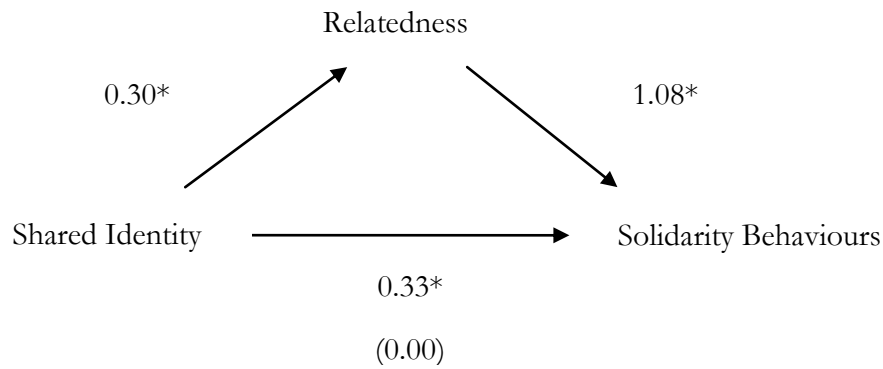 Relatedness
0.30*
1.08*
Shared Identity
Solidarity Behaviours
0.33*
(0.00)